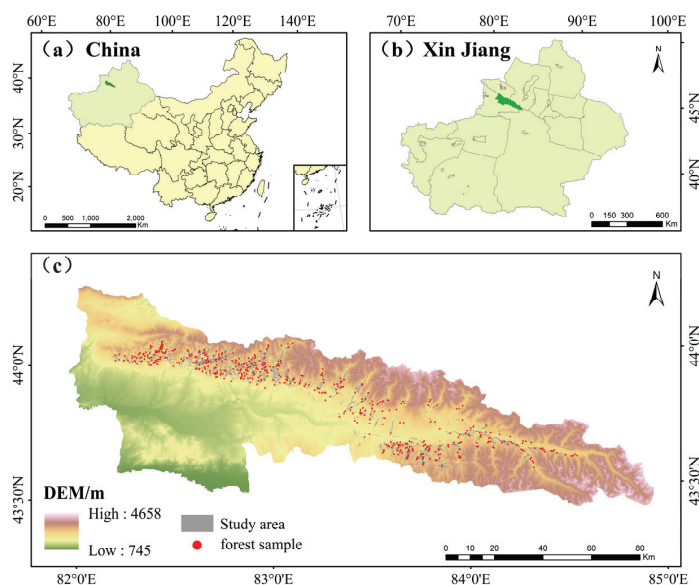 60°E 80°E 100°E 120°E 140°E
(a) China
40°N
30°N
20°N
0 500 1,000 2,000
Km
70°E 80°E 90°E 100°E
(b) Xin Jiang
N
45°N
40°N
0 150 300 600
Km
(c)
N
44°0'N
43°30'N
44°0'N
43°30'N
DEM/m
High : 4658
Low : 745
Study area
forest sample
0 5 10 20 40 60 80
Km
82°0'E 83°0'E 84°0'E 85°0'E